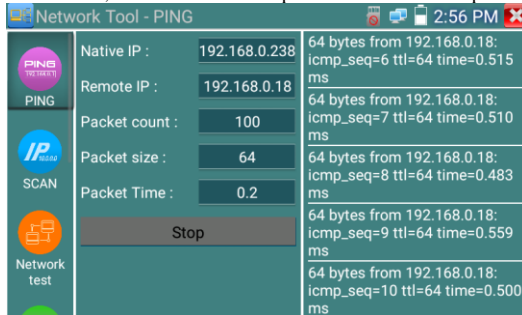 Network Tool - PING
2:56 PM
PING
PING
SCAN
IP
Network
test
Native IP :
192.168.0.238
Remote IP :
192.168.0.18
Packet count :
100
Packet size :
64
Packet Time :
0.2
Stop
64 bytes from 192.168.0.18:
icmp_seq=6 ttl=64 time=0.515
ms
64 bytes from 192.168.0.18:
icmp_seq=7 ttl=64 time=0.510
ms
64 bytes from 192.168.0.18:
icmp_seq=8 ttl=64 time=0.483
ms
64 bytes from 192.168.0.18:
icmp_seq=9 ttl=64 time=0.559
ms
64 bytes from 192.168.0.18:
icmp_seq=10 ttl=64 time=0.500
ms